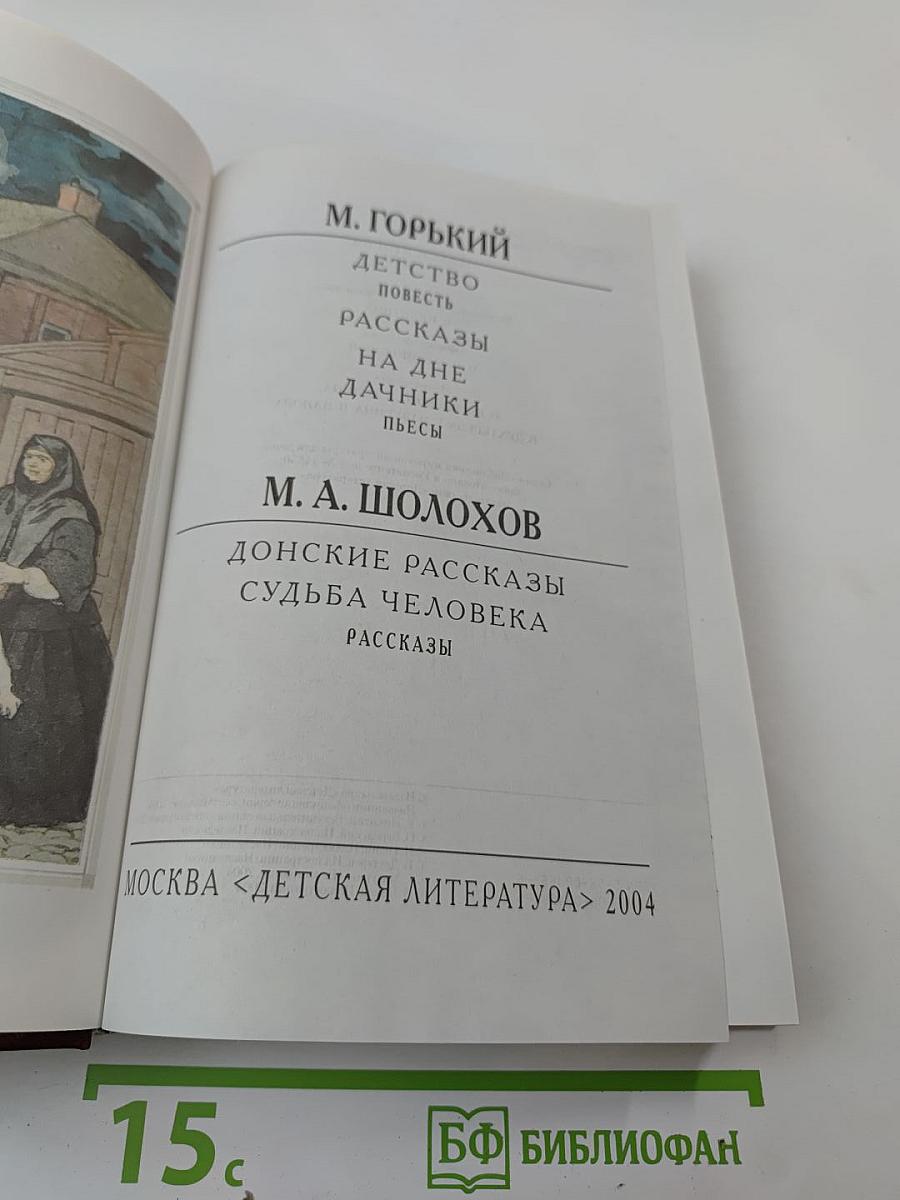 М. ГОРЬКИЙ
ДЕТСТВО
ПОВЕСТЬ
РАССКАЗЫ
НА ДНЕ
ДАЧНИКИ
ПЬЕСЫ
М. А. ШОЛОХОВ
ДОНСКИЕ РАССКАЗЫ
СУДЬБА ЧЕЛОВЕКА
РАССКАЗЫ
МОСКВА <ДЕТСКАЯ ЛИТЕРАТУРА> 2004
15 с
БФ БИБЛИОФАН